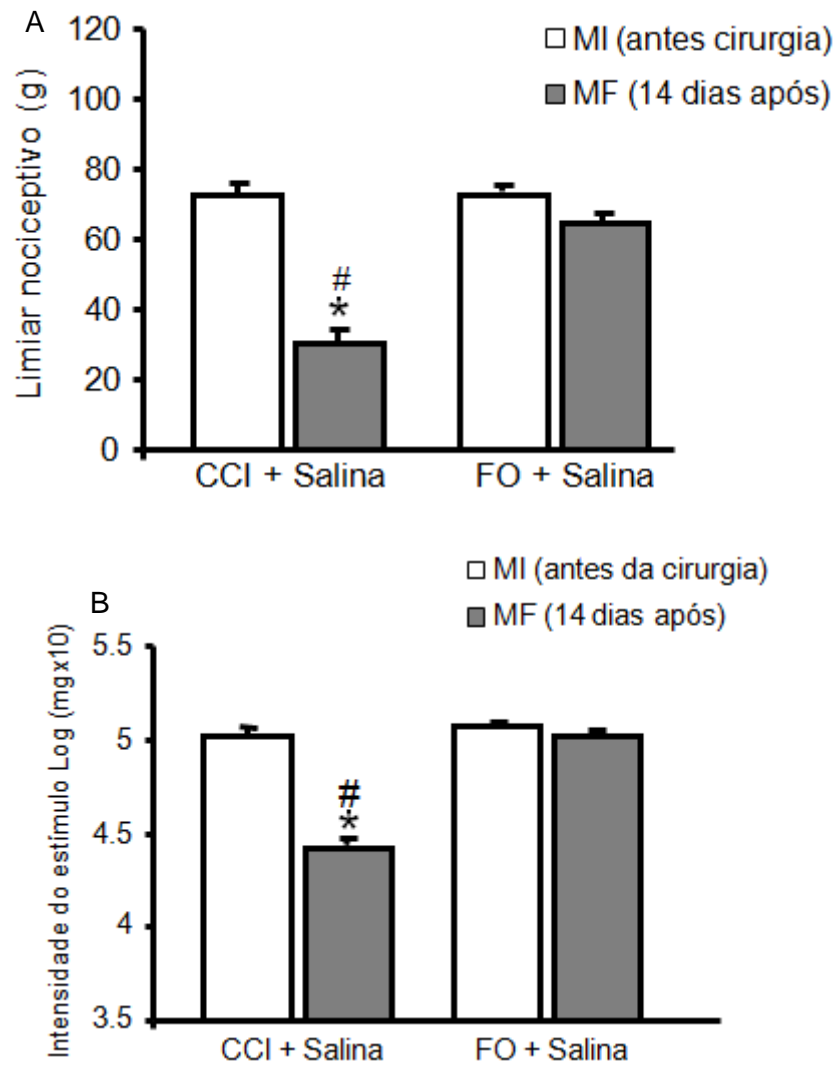 A
120
100
80
60
40
20
0
Limiar nociceptivo (g)
MI (antes cirurgia)
MF (14 dias após)
#
*
CCI + Salina
FO + Salina
B
5.5
5
4.5
4
3.5
Intensidade do estímulo Log (mgx10)
MI (antes da cirurgia)
MF (14 dias após)
#
*
CCI + Salina
FO + Salina